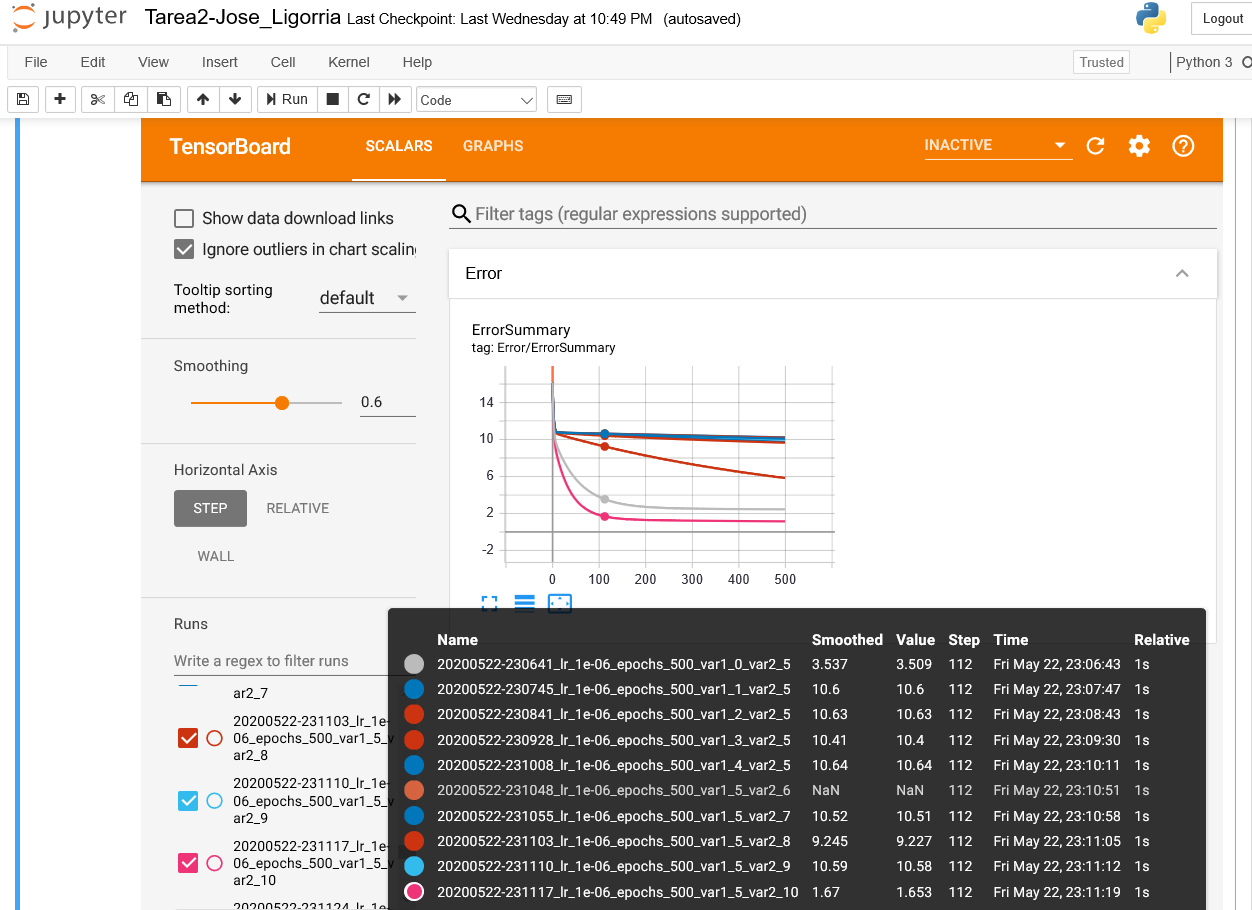 jupyter Tarea2-Jose_Ligorria Last Checkpoint: Last Wednesday at 10:49 PM (autosaved) Logout
File Edit View Insert Cell Kernel Help Trusted Python 3
Run Code
TensorBoard SCALARS GRAPHS INACTIVE
Show data download links
Ignore outliers in chart scaling
Tooltip sorting
method:
default
Smoothing
0.6
Horizontal Axis
STEP RELATIVE
WALL
Runs
Write a regex to filter runs
ar2_7
20200522-231103_lr_1e-
06_epochs_500_var1_5_v
ar2_8
20200522-231110_lr_1e-
06_epochs_500_var1_5_v
ar2_9
20200522-231117_lr_1e-
06_epochs_500_var1_5_v
ar2_10
20200522-231124_lr_1e-
Filter tags (regular expressions supported)
Error
ErrorSummary
tag: Error/ErrorSummary
14
10
6
2
-2
0 100 200 300 400 500
Name Smoothed Value Step Time Relative
20200522-230641_lr_1e-06_epochs_500_var1_0_var2_5 3.537 3.509 112 Fri May 22, 23:06:43 1s
20200522-230745_lr_1e-06_epochs_500_var1_1_var2_5 10.6 10.6 112 Fri May 22, 23:07:47 1s
20200522-230841_lr_1e-06_epochs_500_var1_2_var2_5 10.63 10.63 112 Fri May 22, 23:08:43 1s
20200522-230928_lr_1e-06_epochs_500_var1_3_var2_5 10.41 10.4 112 Fri May 22, 23:09:30 1s
20200522-231008_lr_1e-06_epochs_500_var1_4_var2_5 10.64 10.64 112 Fri May 22, 23:10:11 1s
20200522-231048_lr_1e-06_epochs_500_var1_5_var2_6 NaN NaN 112 Fri May 22, 23:10:51 1s
20200522-231055_lr_1e-06_epochs_500_var1_5_var2_7 10.52 10.51 112 Fri May 22, 23:10:58 1s
20200522-231103_lr_1e-06_epochs_500_var1_5_var2_8 9.245 9.227 112 Fri May 22, 23:11:05 1s
20200522-231110_lr_1e-06_epochs_500_var1_5_var2_9 10.59 10.58 112 Fri May 22, 23:11:12 1s
20200522-231117_lr_1e-06_epochs_500_var1_5_var2_10 1.67 1.653 112 Fri May 22, 23:11:19 1s